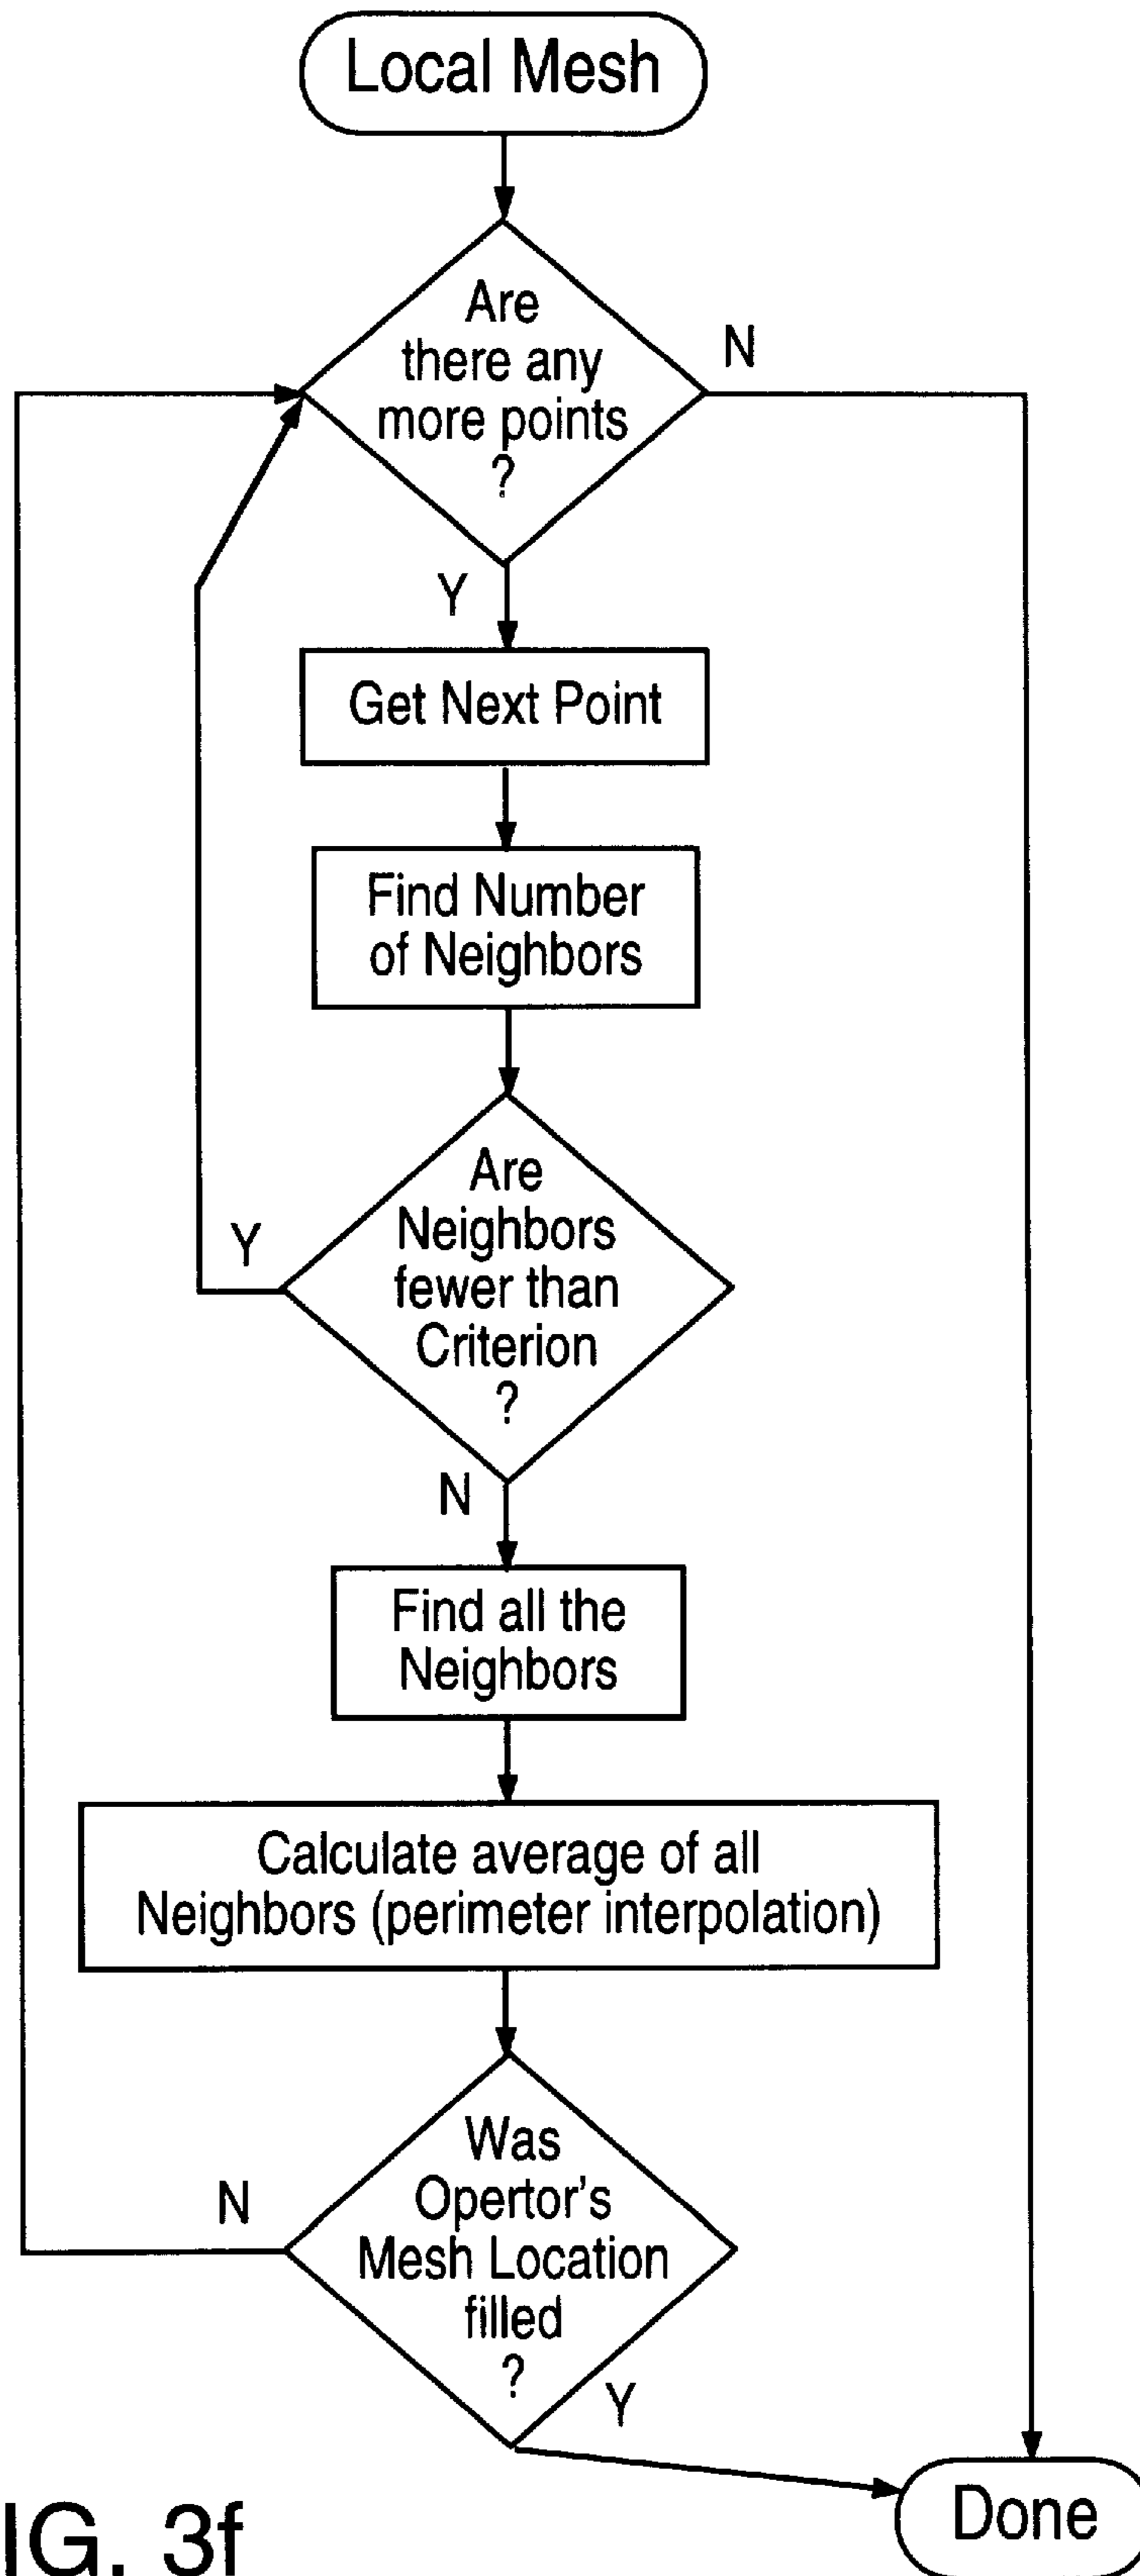 Local Mesh
Are
there any
more points
?
N
Y
Get Next Point
Find Number
of Neighbors
Are
Neighbors
fewer than
Criterion
?
Y
N
Find all the
Neighbors
Calculate average of all
Neighbors (perimeter interpolation)
Was
Opertor's
Mesh Location
filled
?
N
Y
Done
IG. 3f